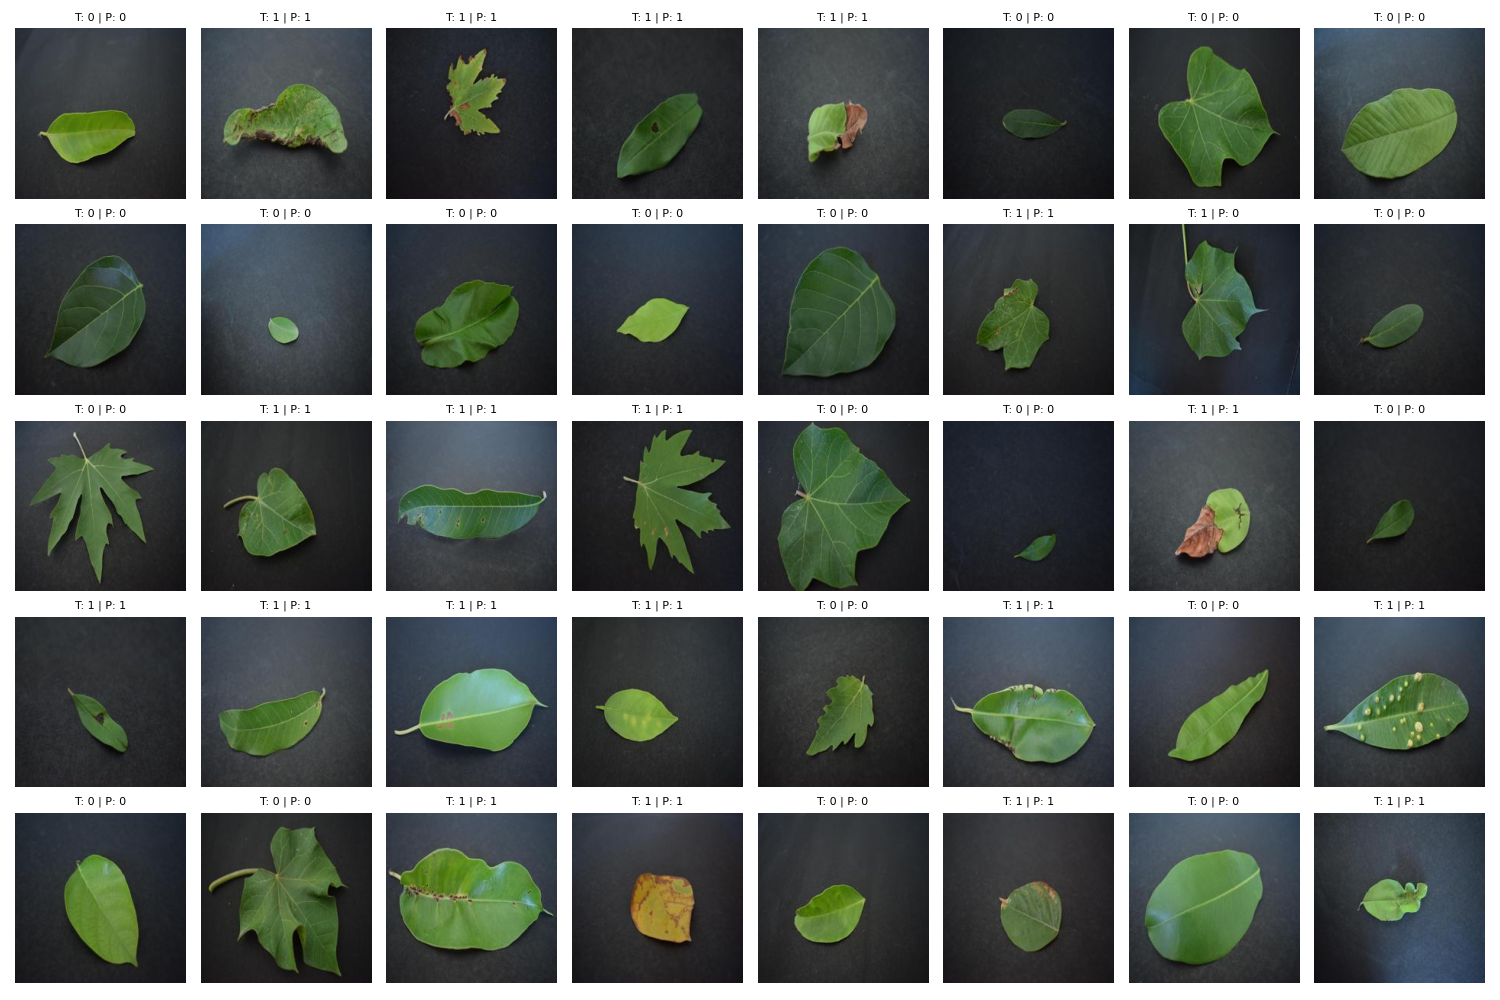 T: 0 | P: 0 T: 1 | P: 1 T: 1 | P: 1 T: 1 | P: 1 T: 1 | P: 1 T: 0 | P: 0 T: 0 | P: 0 T: 0 | P: 0
T: 0 | P: 0 T: 0 | P: 0 T: 0 | P: 0 T: 0 | P: 0 T: 0 | P: 0 T: 1 | P: 1 T: 1 | P: 0 T: 0 | P: 0
T: 0 | P: 0 T: 1 | P: 1 T: 1 | P: 1 T: 1 | P: 1 T: 0 | P: 0 T: 0 | P: 0 T: 1 | P: 1 T: 0 | P: 0
T: 1 | P: 1 T: 1 | P: 1 T: 1 | P: 1 T: 1 | P: 1 T: 0 | P: 0 T: 1 | P: 1 T: 0 | P: 0 T: 1 | P: 1
T: 0 | P: 0 T: 0 | P: 0 T: 1 | P: 1 T: 1 | P: 1 T: 0 | P: 0 T: 1 | P: 1 T: 0 | P: 0 T: 1 | P: 1